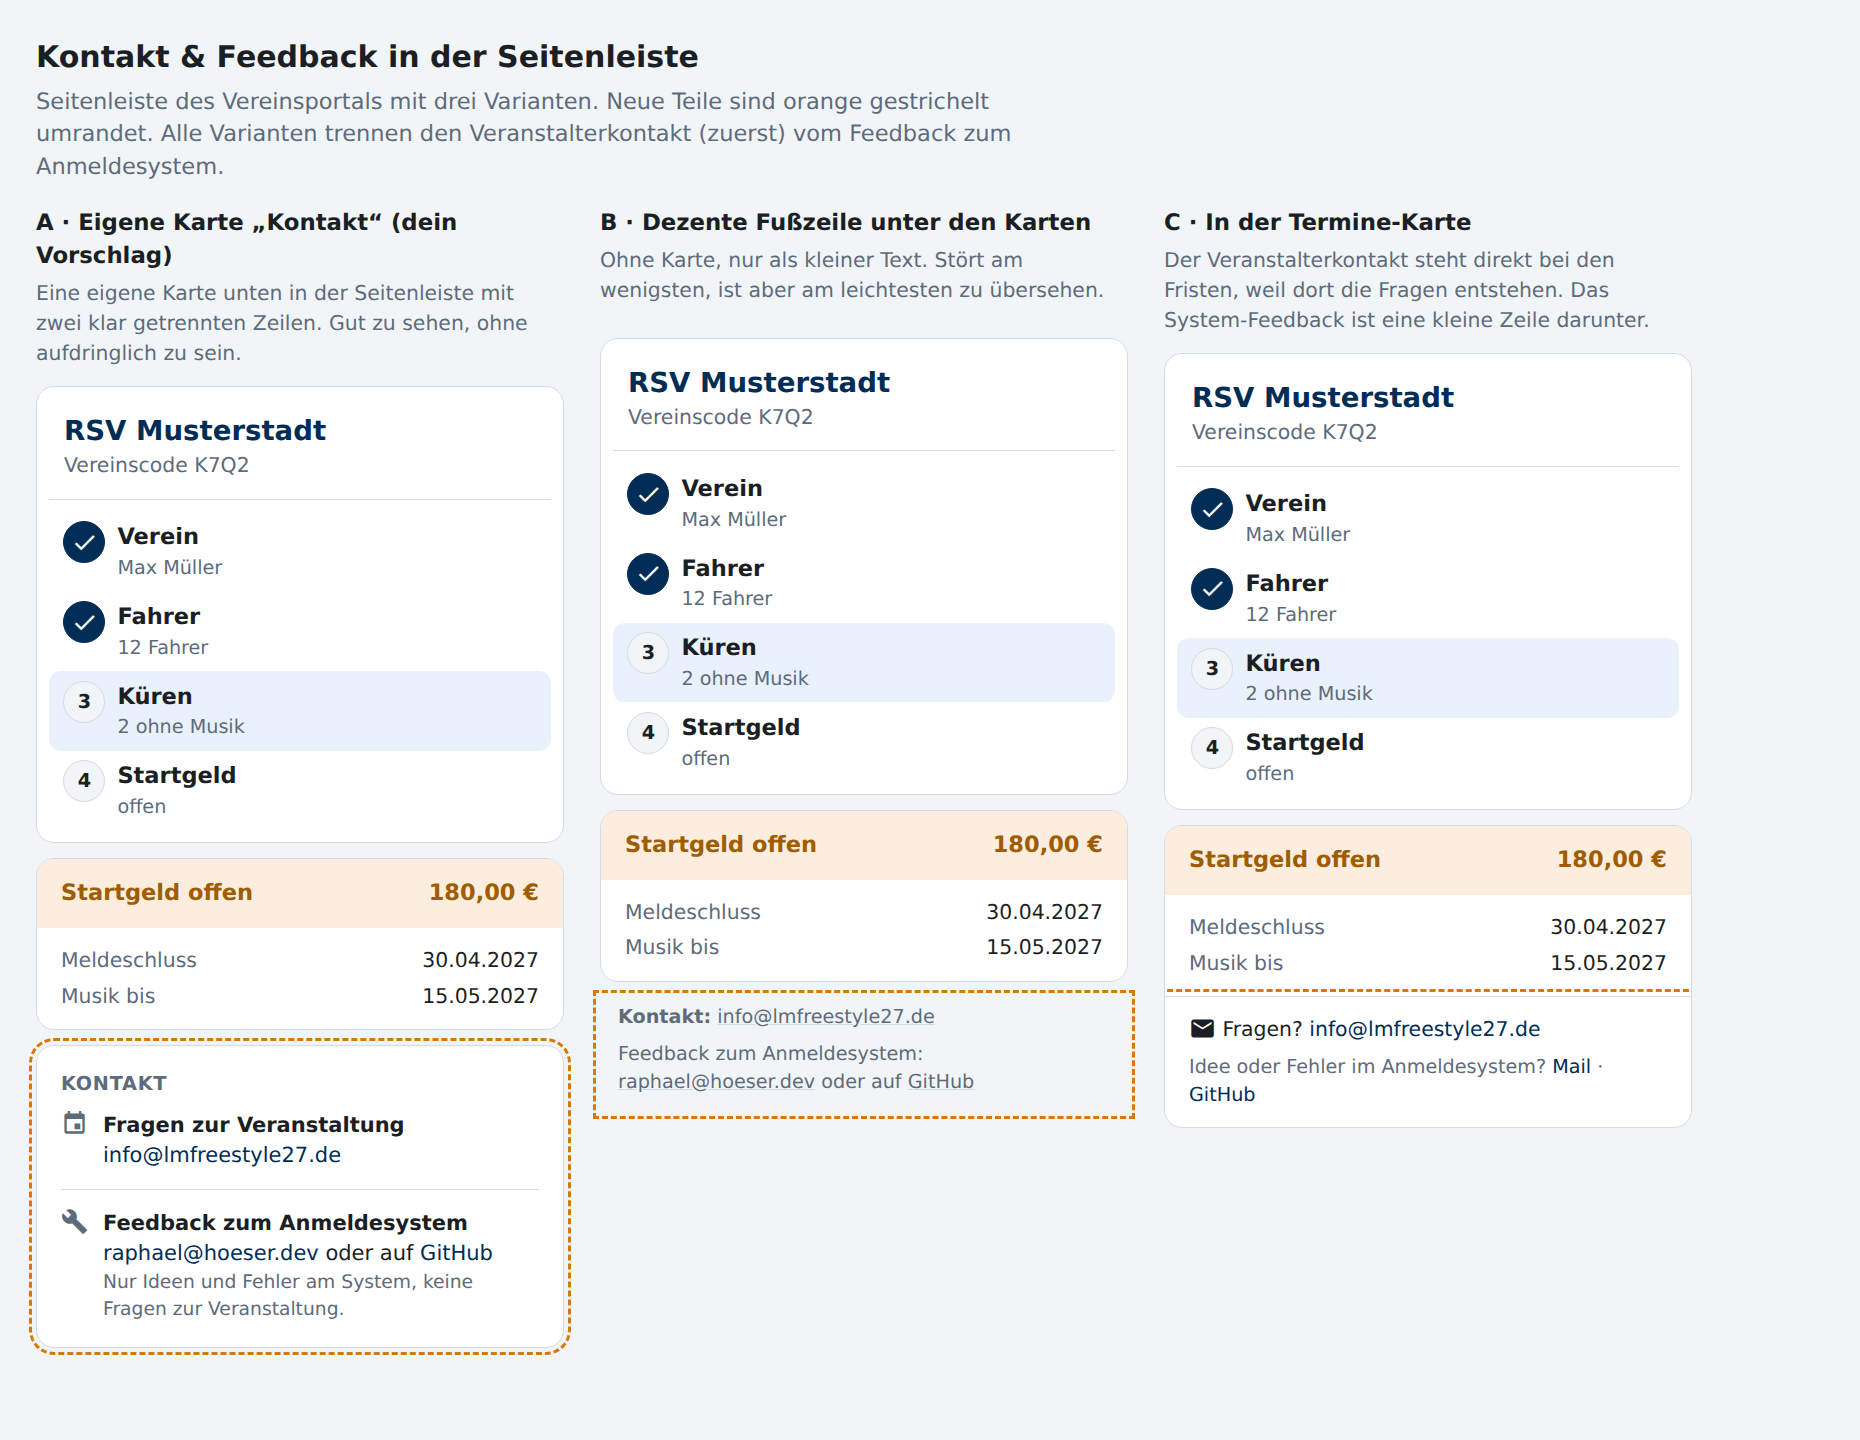 Kontakt & Feedback in der Seitenleiste
Seitenleiste des Vereinsportals mit drei Varianten. Neue Teile sind orange gestrichelt
umrandet. Alle Varianten trennen den Veranstalterkontakt (zuerst) vom Feedback zum
Anmeldesystem.
A · Eigene Karte „Kontakt“ (dein
Vorschlag)
Eine eigene Karte unten in der Seitenleiste mit
zwei klar getrennten Zeilen. Gut zu sehen, ohne
aufdringlich zu sein.
RSV Musterstadt
Vereinscode K7Q2
Verein
Max Müller
Fahrer
12 Fahrer
3
Küren
2 ohne Musik
4
Startgeld
offen
Startgeld offen 180,00 €
Meldeschluss 30.04.2027
Musik bis 15.05.2027
KONTAKT
Fragen zur Veranstaltung
info@lmfreestyle27.de
Feedback zum Anmeldesystem
raphael@hoeser.dev oder auf GitHub
Nur Ideen und Fehler am System, keine
Fragen zur Veranstaltung.
B · Dezente Fußzeile unter den Karten
Ohne Karte, nur als kleiner Text. Stört am
wenigsten, ist aber am leichtesten zu übersehen.
RSV Musterstadt
Vereinscode K7Q2
Verein
Max Müller
Fahrer
12 Fahrer
3
Küren
2 ohne Musik
4
Startgeld
offen
Startgeld offen 180,00 €
Meldeschluss 30.04.2027
Musik bis 15.05.2027
Kontakt: info@lmfreestyle27.de
Feedback zum Anmeldesystem:
raphael@hoeser.dev oder auf GitHub
C · In der Termine-Karte
Der Veranstalterkontakt steht direkt bei den
Fristen, weil dort die Fragen entstehen. Das
System-Feedback ist eine kleine Zeile darunter.
RSV Musterstadt
Vereinscode K7Q2
Verein
Max Müller
Fahrer
12 Fahrer
3
Küren
2 ohne Musik
4
Startgeld
offen
Startgeld offen 180,00 €
Meldeschluss 30.04.2027
Musik bis 15.05.2027
Fragen? info@lmfreestyle27.de
Idee oder Fehler im Anmeldesystem? Mail ·
GitHub